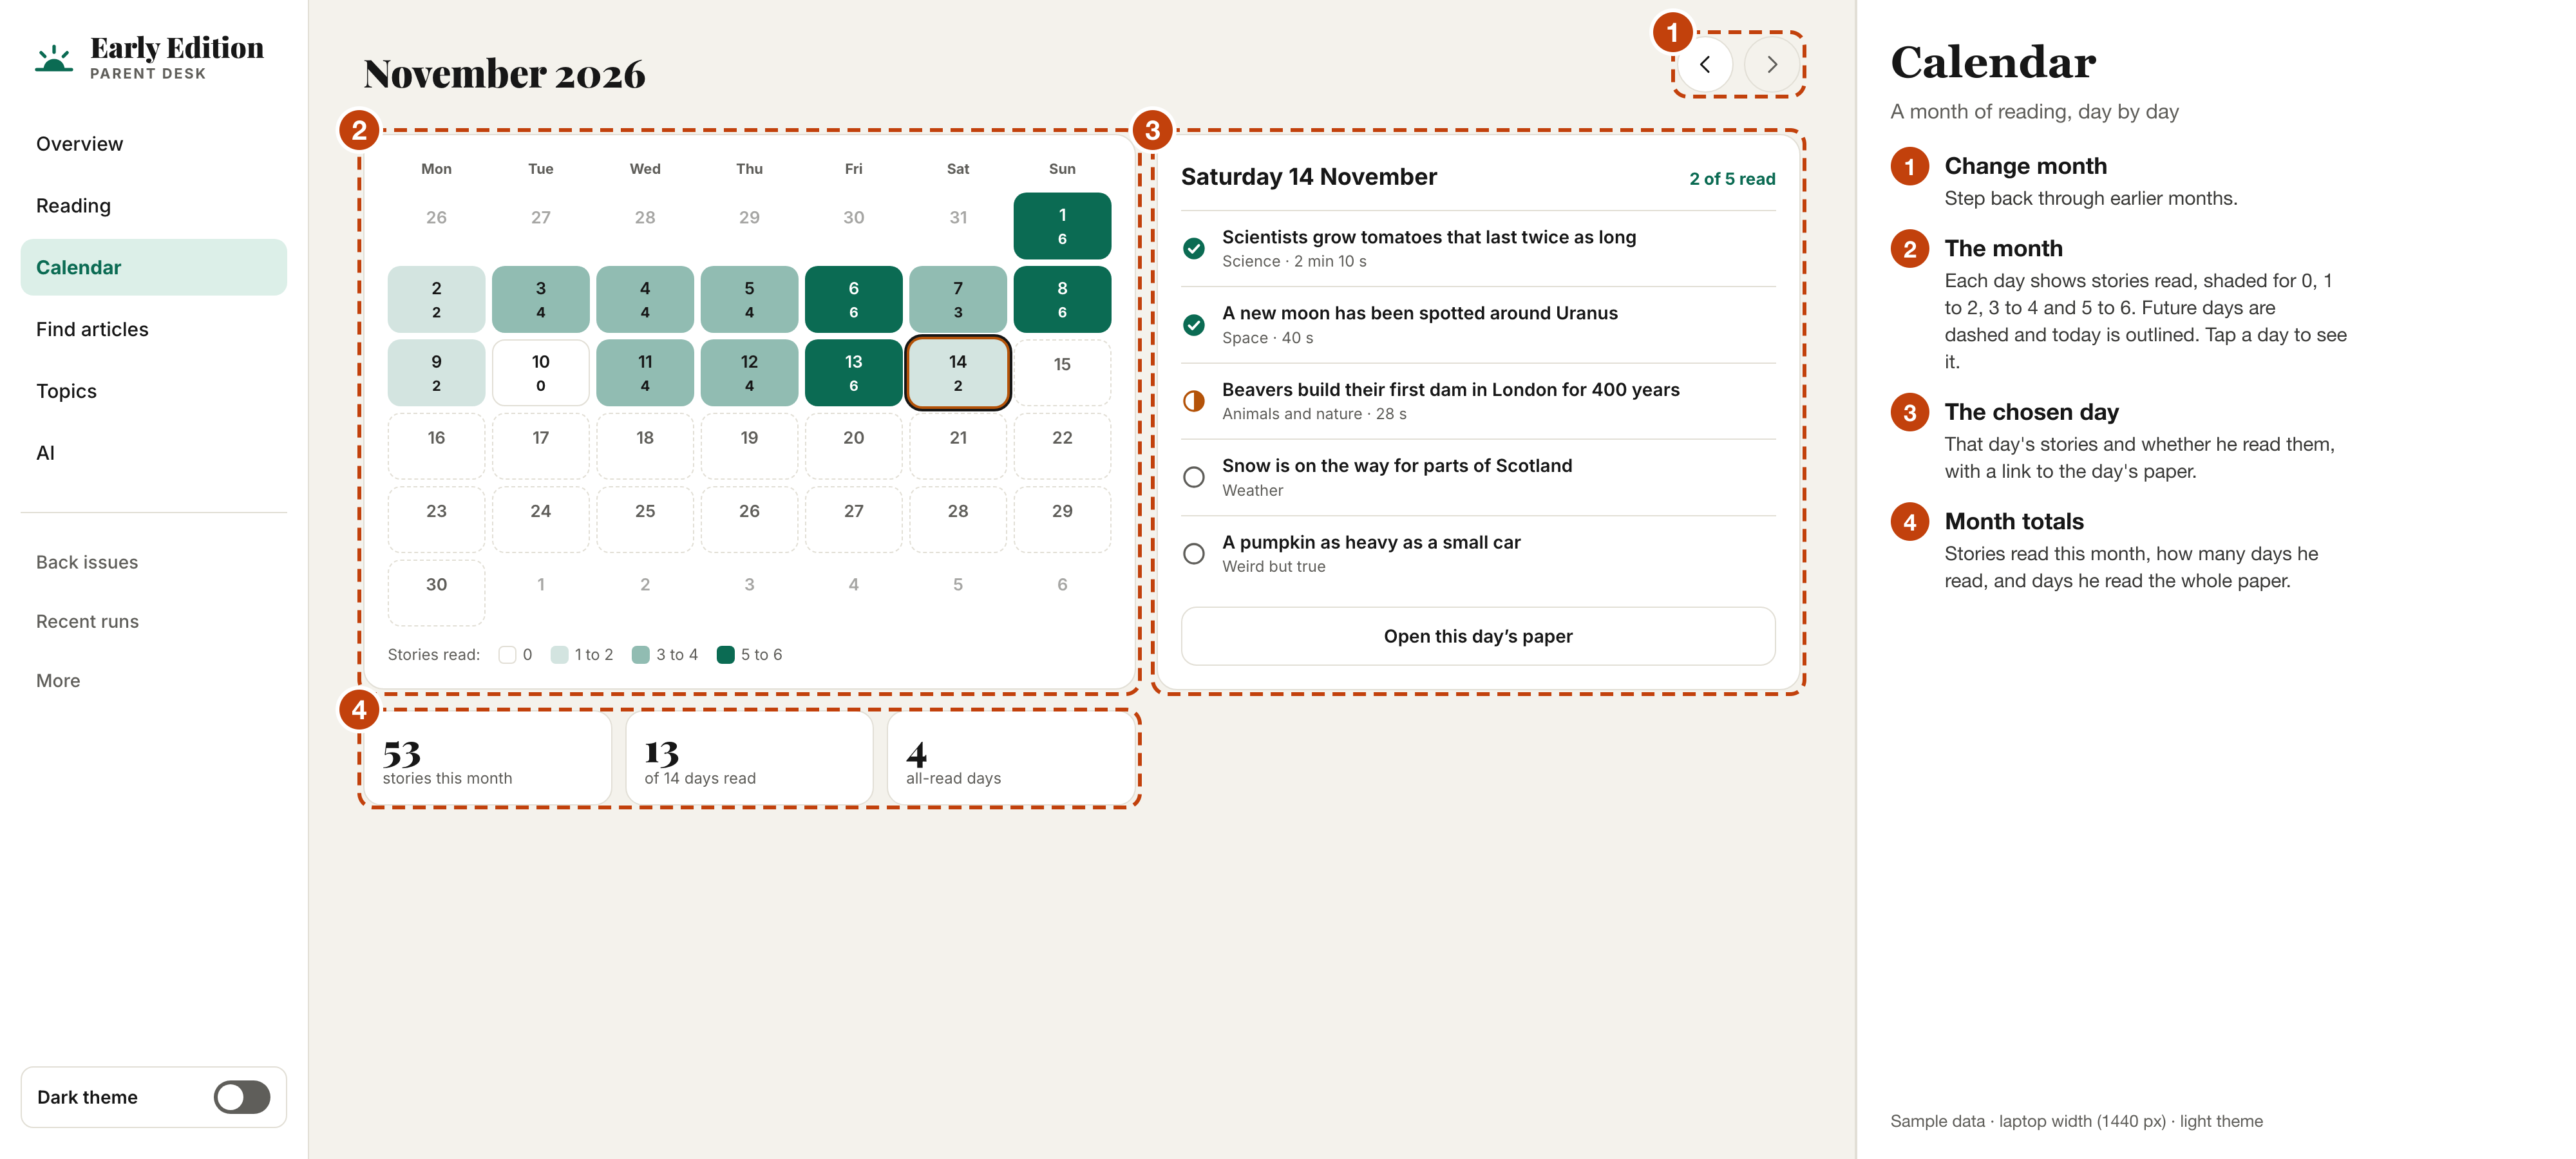 Early Edition
PARENT DESK
Overview
Reading
Calendar
Find articles
Topics
AI
Back issues
Recent runs
More
Dark theme
November 2026
1
2
Mon Tue Wed Thu Fri Sat Sun
26 27 28 29 30 31 1
6
2 3 4 5 6 7 8
2 4 4 4 6 3 6
9 10 11 12 13 14 15
2 0 4 4 6 2
16 17 18 19 20 21 22
23 24 25 26 27 28 29
30 1 2 3 4 5 6
Stories read: 0 1 to 2 3 to 4 5 to 6
3
Saturday 14 November 2 of 5 read
Scientists grow tomatoes that last twice as long
Science · 2 min 10 s
A new moon has been spotted around Uranus
Space · 40 s
Beavers build their first dam in London for 400 years
Animals and nature · 28 s
Snow is on the way for parts of Scotland
Weather
A pumpkin as heavy as a small car
Weird but true
Open this day’s paper
4
53
stories this month
13
of 14 days read
4
all-read days
Calendar
A month of reading, day by day
1 Change month
Step back through earlier months.
2 The month
Each day shows stories read, shaded for 0, 1
to 2, 3 to 4 and 5 to 6. Future days are
dashed and today is outlined. Tap a day to see
it.
3 The chosen day
That day's stories and whether he read them,
with a link to the day's paper.
4 Month totals
Stories read this month, how many days he
read, and days he read the whole paper.
Sample data · laptop width (1440 px) · light theme